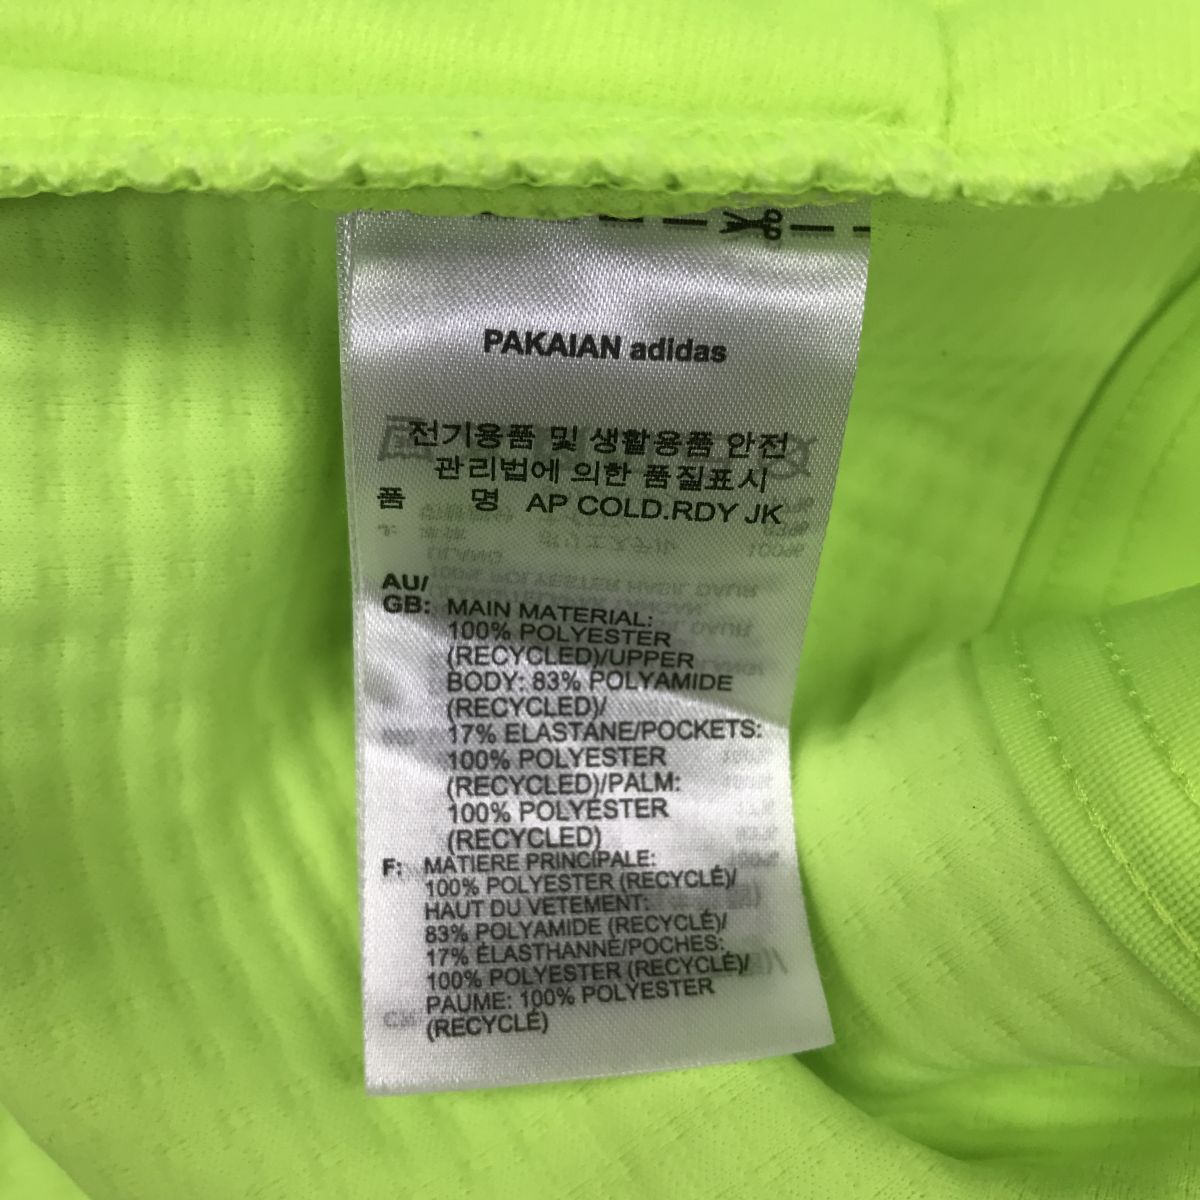 PAKAIAN adidas
전기용품 및 생활용품 안전
관리법에 의한 품질표시
품 명 AP COLD.RDY JK
AU/
GB: MAIN MATERIAL:
100% POLYESTER
(RECYCLED)/UPPER
BODY: 83% POLYAMIDE
(RECYCLED)/
17% ELASTANE/POCKETS:
100% POLYESTER
(RECYCLED)/PALM:
100% POLYESTER
(RECYCLED)
F: MATIERE PRINCIPALE:
100% POLYESTER (RECYCLÉ)/
HAUT DU VETEMENT:
83% POLYAMIDE (RECYCLÉ)/
17% ÉLASTHANNE/POCHES:
100% POLYESTER (RECYCLÉ)/
PAUME: 100% POLYESTER
(RECYCLÉ)